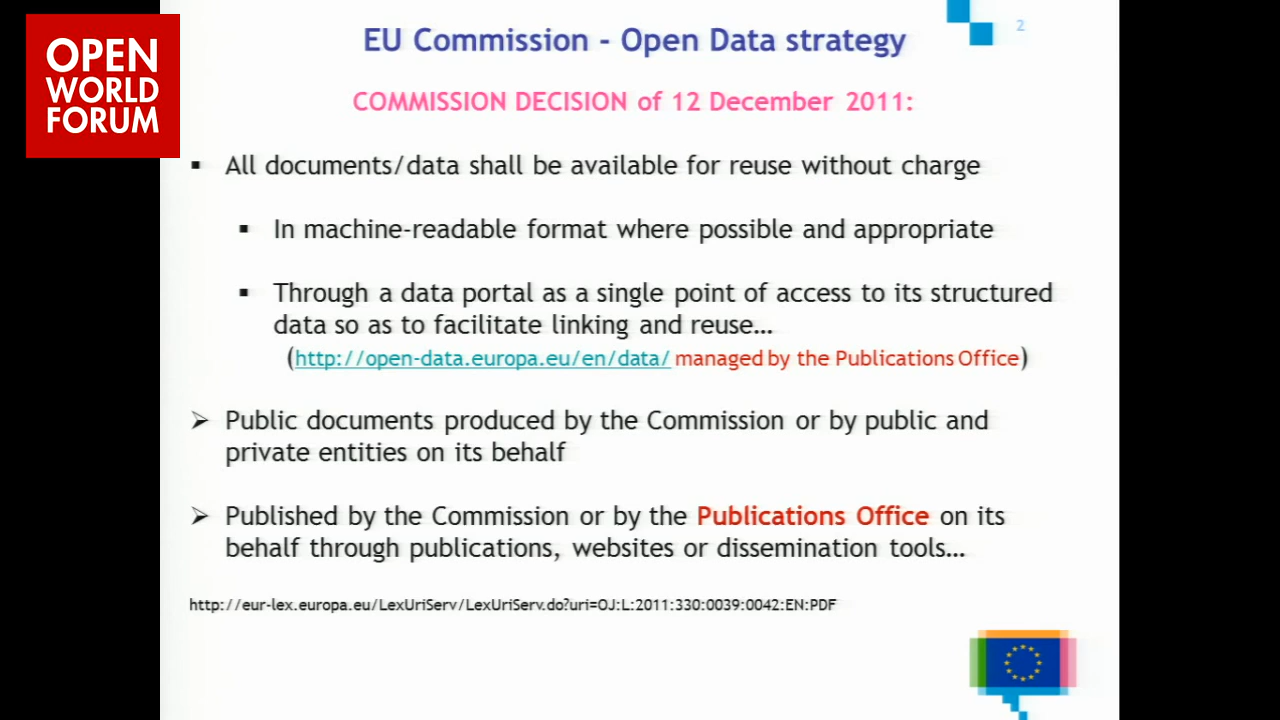 OPEN
WORLD
FORUM
2
EU Commission - Open Data strategy
COMMISSION DECISION of 12 December 2011:
▪ All documents/data shall be available for reuse without charge
▪ In machine-readable format where possible and appropriate
▪ Through a data portal as a single point of access to its structured
data so as to facilitate linking and reuse…
(http://open-data.europa.eu/en/data/ managed by the Publications Office)
➢ Public documents produced by the Commission or by public and
private entities on its behalf
➢ Published by the Commission or by the Publications Office on its
behalf through publications, websites or dissemination tools…
http://eur-lex.europa.eu/LexUriServ/LexUriServ.do?uri=OJ:L:2011:330:0039:0042:EN:PDF